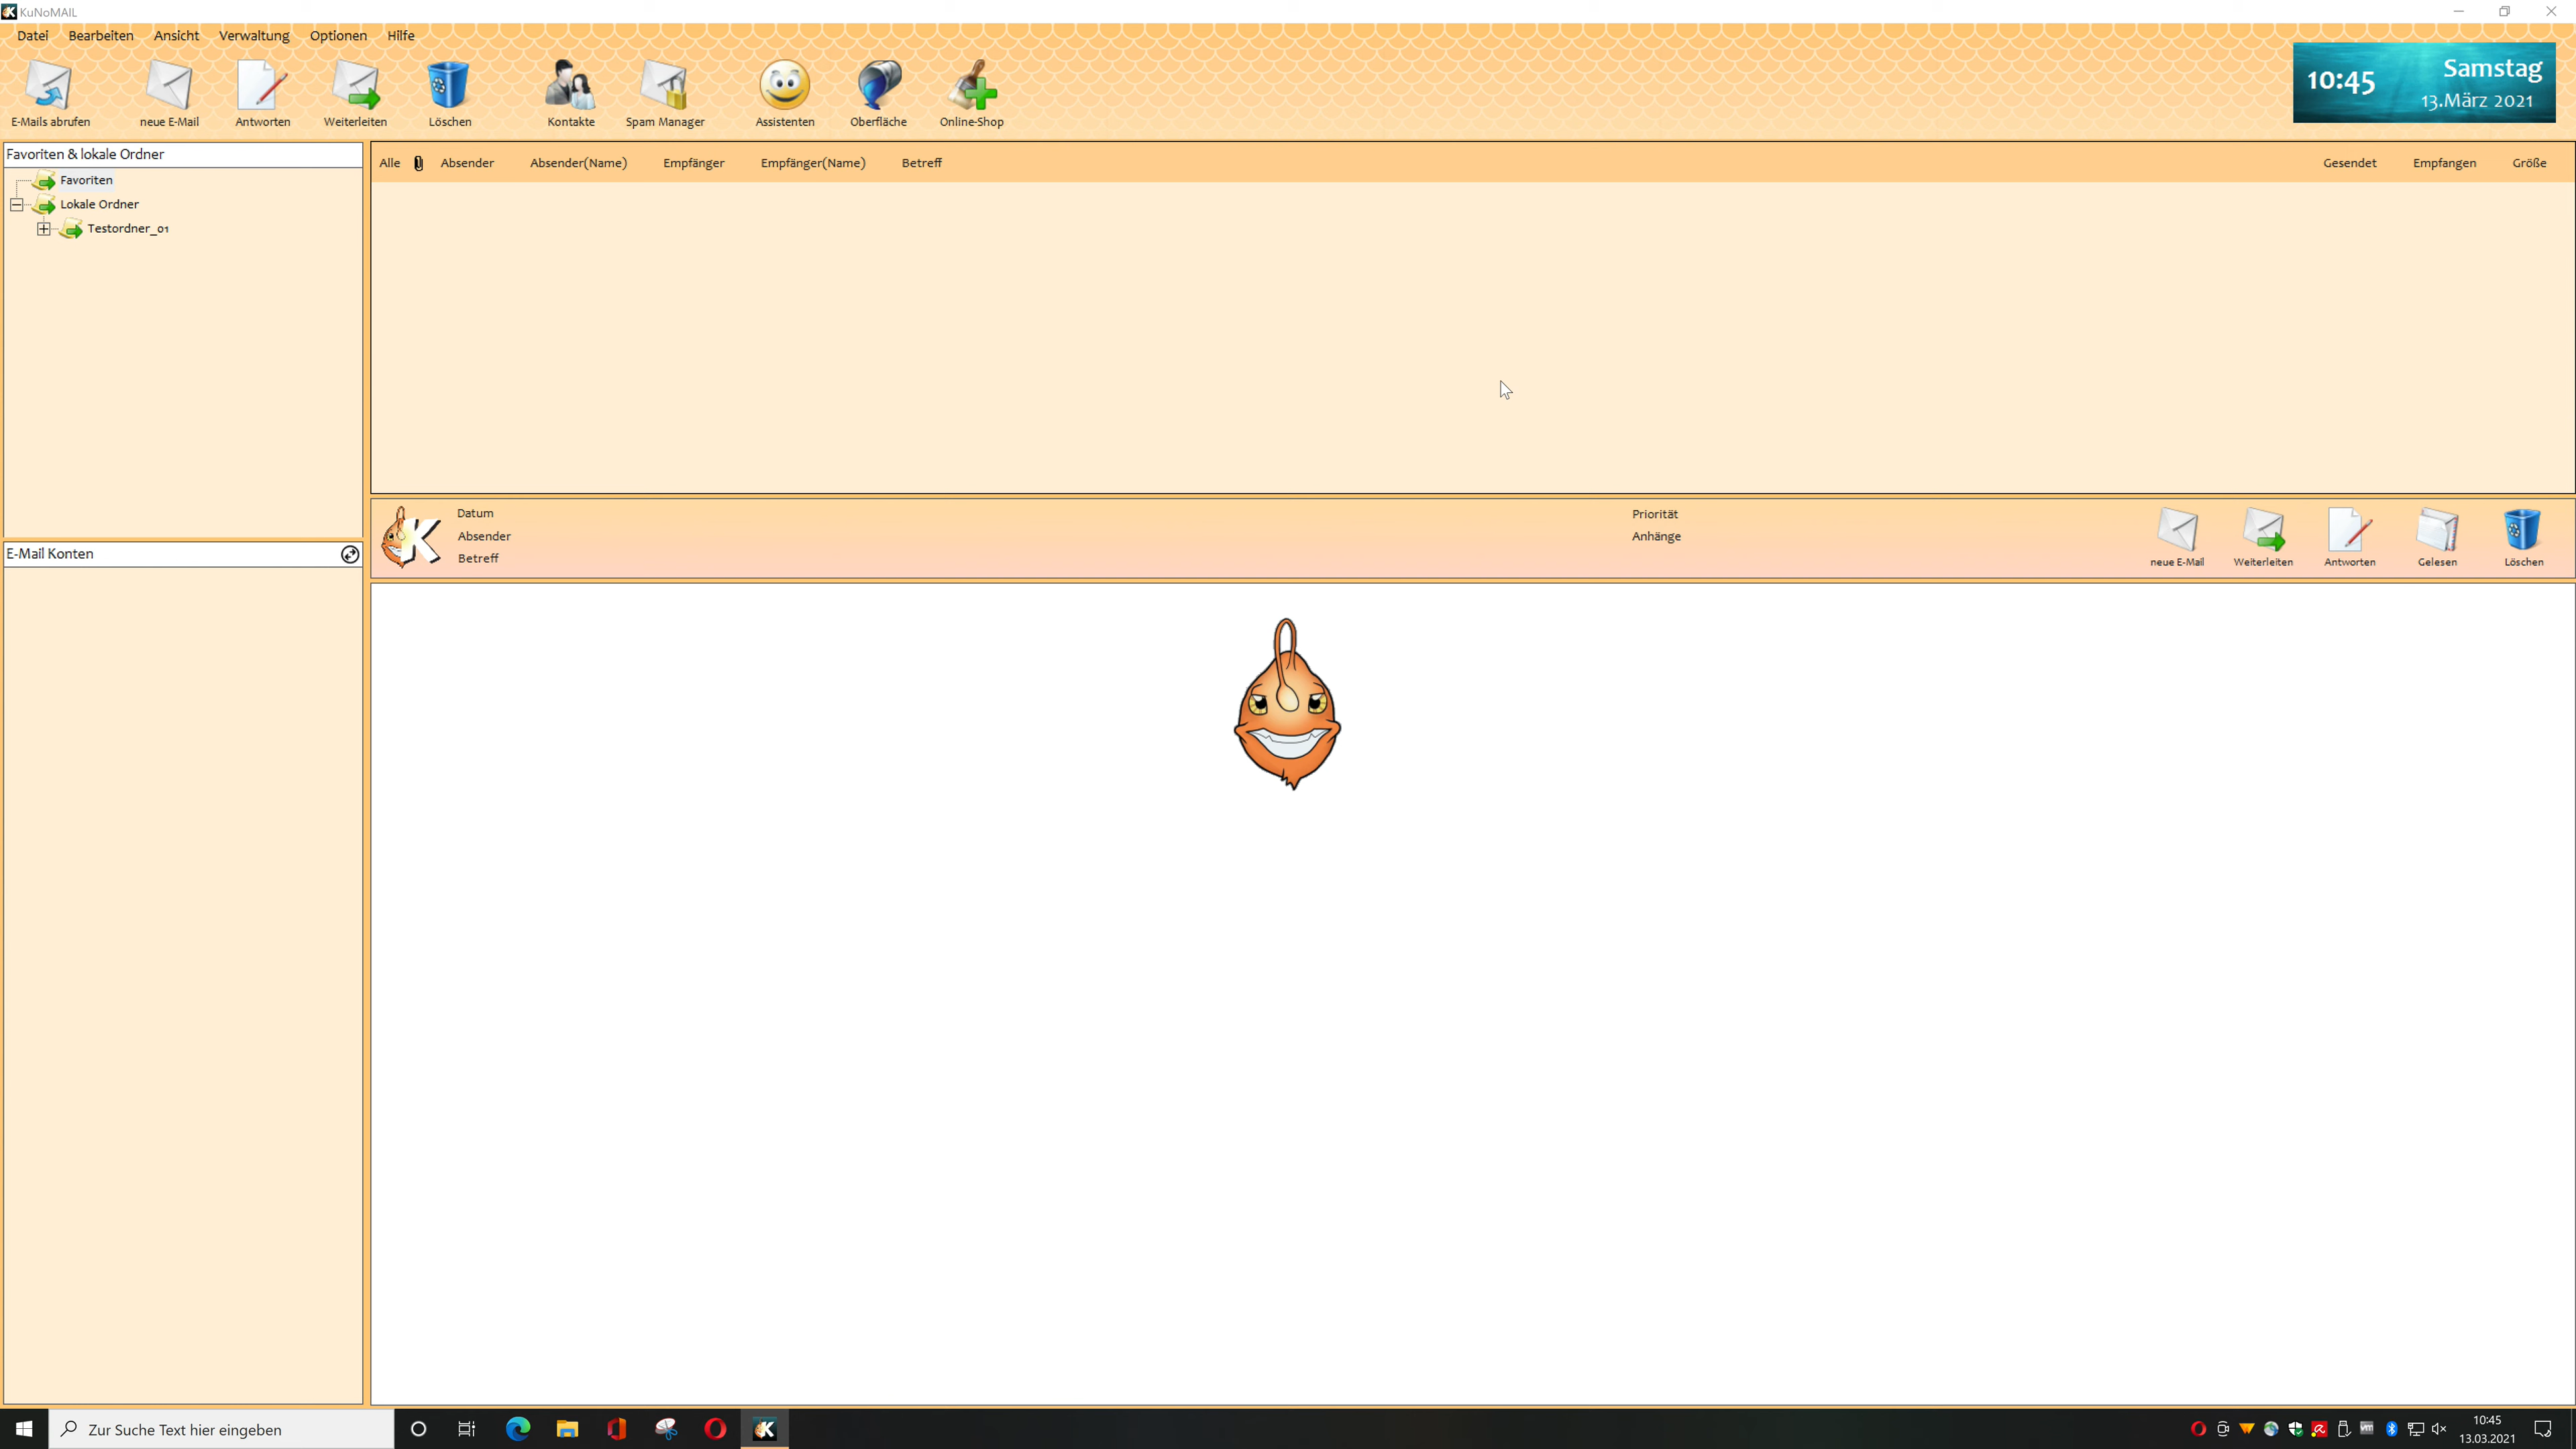 KuNoMAIL
Datei Bearbeiten Ansicht Verwaltung Optionen Hilfe
E-Mails abrufen neue E-Mail Antworten Weiterleiten Löschen Kontakte Spam Manager Assistenten Oberfläche Online-Shop
10:45 Samstag
13.März 2021
Favoriten & lokale Ordner
Favoriten
Lokale Ordner
Testordner_01
Alle Absender Absender(Name) Empfänger Empfänger(Name) Betreff Gesendet Empfangen Größe
E-Mail Konten
K
Datum
Absender
Betreff
Priorität
Anhänge
neue E-Mail Weiterleiten Antworten Gelesen Löschen
Zur Suche Text hier eingeben
K
10:45
13.03.2021